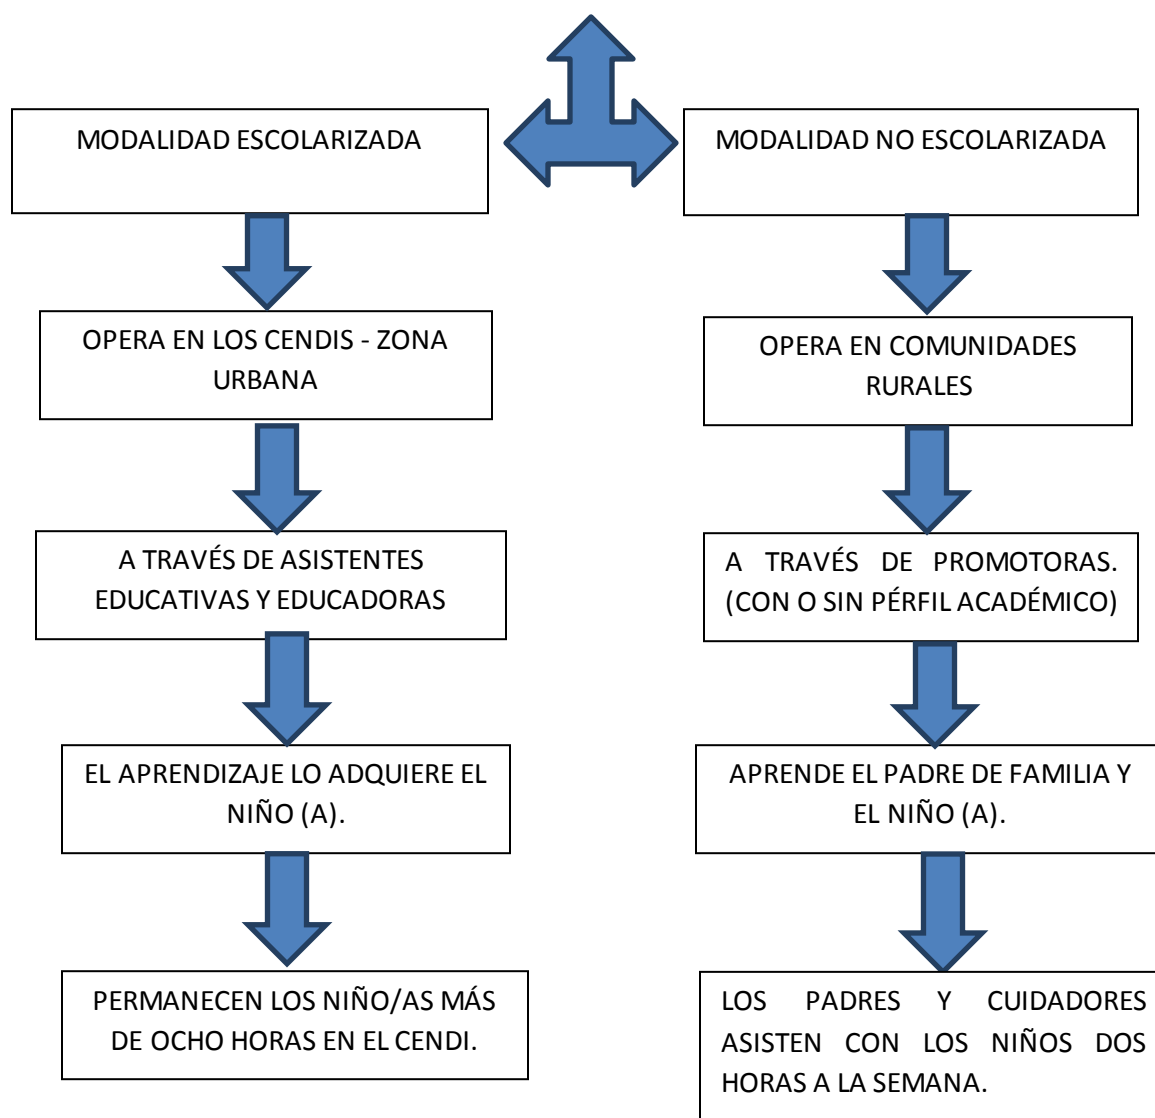 MODALIDAD ESCOLARIZADA
MODALIDAD NO ESCOLARIZADA
OPERA EN LOS CENDIS - ZONA
URBANA
OPERA EN COMUNIDADES
RURALES
A TRAVÉS DE ASISTENTES
EDUCATIVAS Y EDUCADORAS
A TRAVÉS DE PROMOTORAS.
(CON O SIN PÉRFIL ACADÉMICO)
EL APRENDIZAJE LO ADQUIERE EL
NIÑO (A).
APRENDE EL PADRE DE FAMILIA Y
EL NIÑO (A).
PERMANECEN LOS NIÑO/AS MÁS
DE OCHO HORAS EN EL CENDI.
LOS PADRES Y CUIDADORES
ASISTEN CON LOS NIÑOS DOS
HORAS A LA SEMANA.